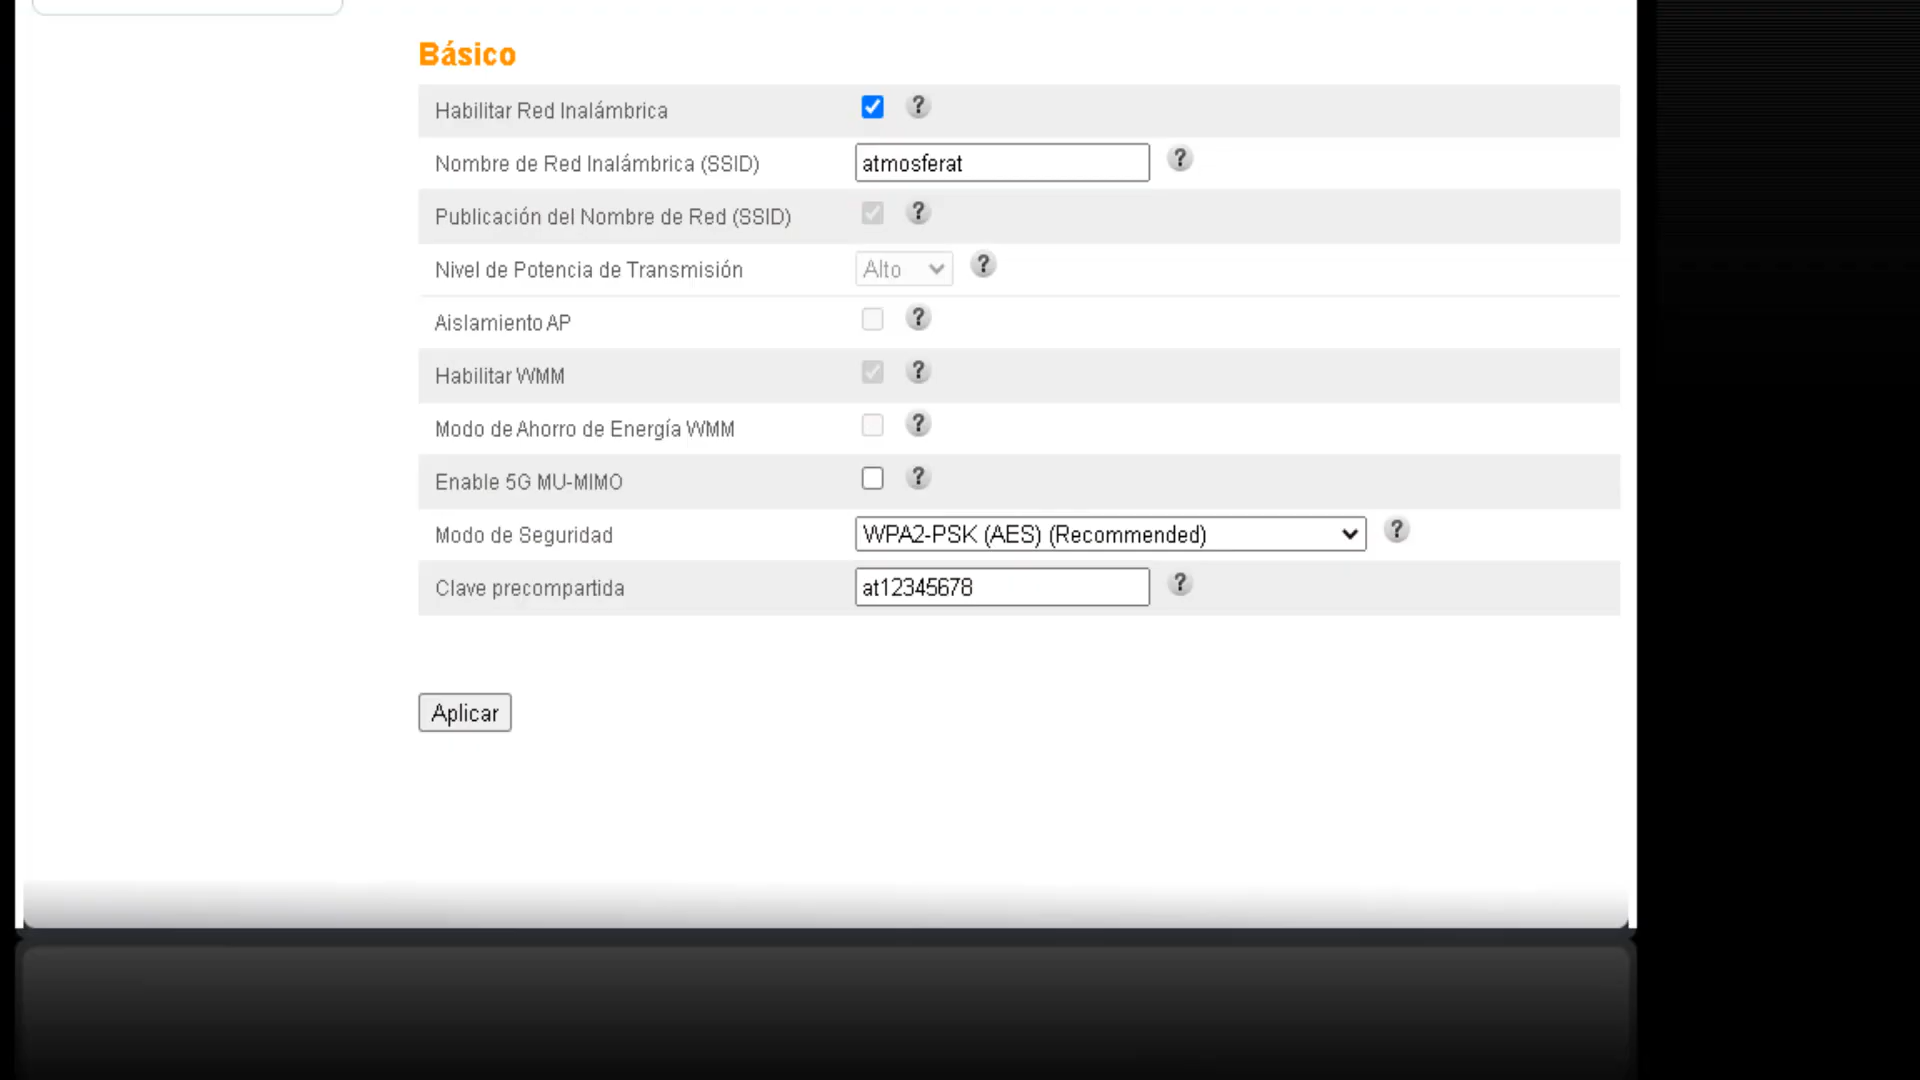 Básico
Habilitar Red Inalámbrica ?
Nombre de Red Inalámbrica (SSID) atmosferat ?
Publicación del Nombre de Red (SSID) ?
Nivel de Potencia de Transmisión Alto ?
Aislamiento AP ?
Habilitar WMM ?
Modo de Ahorro de Energía WMM ?
Enable 5G MU-MIMO ?
Modo de Seguridad WPA2-PSK (AES) (Recommended) ?
Clave precompartida at12345678 ?
Aplicar